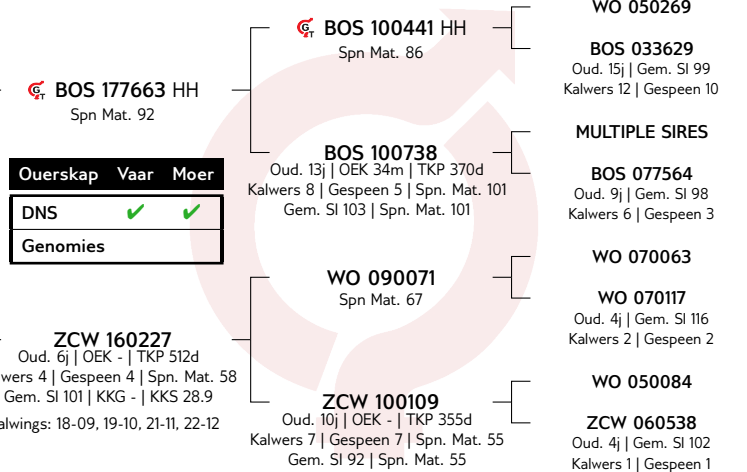 WO 050269
BOS 100441 HH
Spn Mat. 86
BOS 033629
Oud. 15j | Gem. SI 99
Kalwers 12 | Gespeen 10
BOS 177663 HH
Spn Mat. 92
MULTIPLE SIRES
BOS 100738
Oud. 13j | OEK 34m | TKP 370d
Kalwers 8 | Gespeen 5 | Spn. Mat. 101
Gem. SI 103 | Spn. Mat. 101
BOS 077564
Oud. 9j | Gem. SI 98
Kalwers 6 | Gespeen 3
Ouerskap Vaar Moer
DNS ✔ ✔
Genomies
WO 070063
WO 090071
Spn Mat. 67
WO 070117
Oud. 4j | Gem. SI 116
Kalwers 2 | Gespeen 2
ZCW 160227
Oud. 6j | OEK - | TKP 512d
wers 4 | Gespeen 4 | Spn. Mat. 58
Gem. SI 101 | KKG - | KKS 28.9
alwings: 18-09, 19-10, 21-11, 22-12
WO 050084
ZCW 100109
Oud. 10j | OEK - | TKP 355d
Kalwers 7 | Gespeen 7 | Spn. Mat. 55
Gem. SI 92 | Spn. Mat. 55
ZCW 060538
Oud. 4j | Gem. SI 102
Kalwers 1 | Gespeen 1